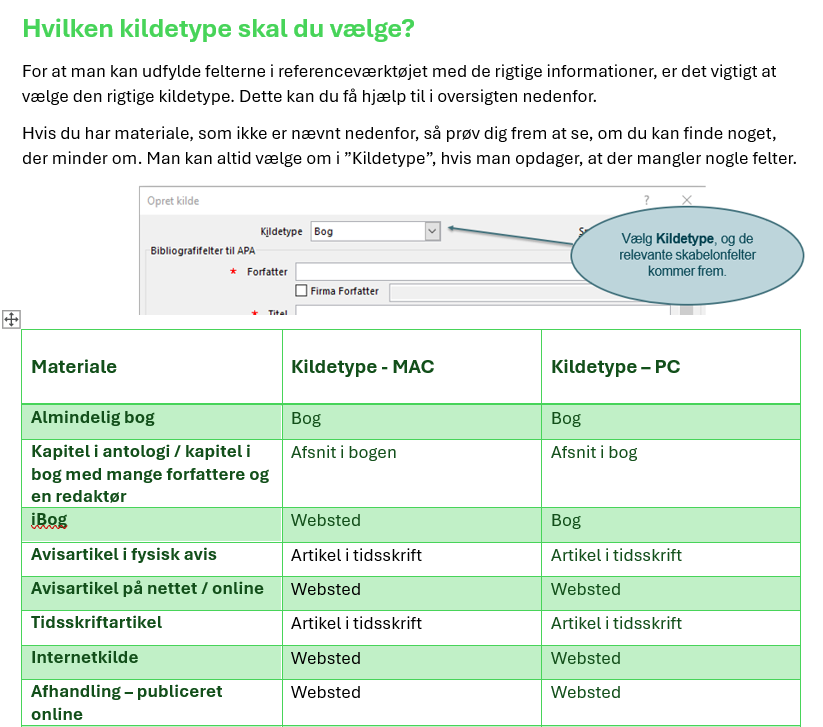 Hvilken kildetype skal du vælge?
For at man kan udfylde felterne i referenceværktøjet med de rigtige informationer, er det vigtigt at
vælge den rigtige kildetype. Dette kan du få hjælp til i oversigten nedenfor.
Hvis du har materiale, som ikke er nævnt nedenfor, så prøv dig frem at se, om du kan finde noget,
der minder om. Man kan altid vælge om i ”Kildetype”, hvis man opdager, at der mangler nogle felter.
Opret kilde ?
Kildetype Bog
Bibliografifelter til APA
* Forfatter
Firma Forfatter
* Titel
Vælg Kildetype, og de
relevante skabelonfelter
kommer frem.
Materiale Kildetype - MAC Kildetype – PC
Almindelig bog Bog Bog
Kapitel i antologi / kapitel i Afsnit i bogen Afsnit i bog
bog med mange forfattere og
en redaktør
iBog Websted Bog
Avisartikel i fysisk avis Artikel i tidsskrift Artikel i tidsskrift
Avisartikel på nettet / online Websted Websted
Tidsskriftartikel Artikel i tidsskrift Artikel i tidsskrift
Internetkilde Websted Websted
Afhandling – publiceret Websted Websted
online